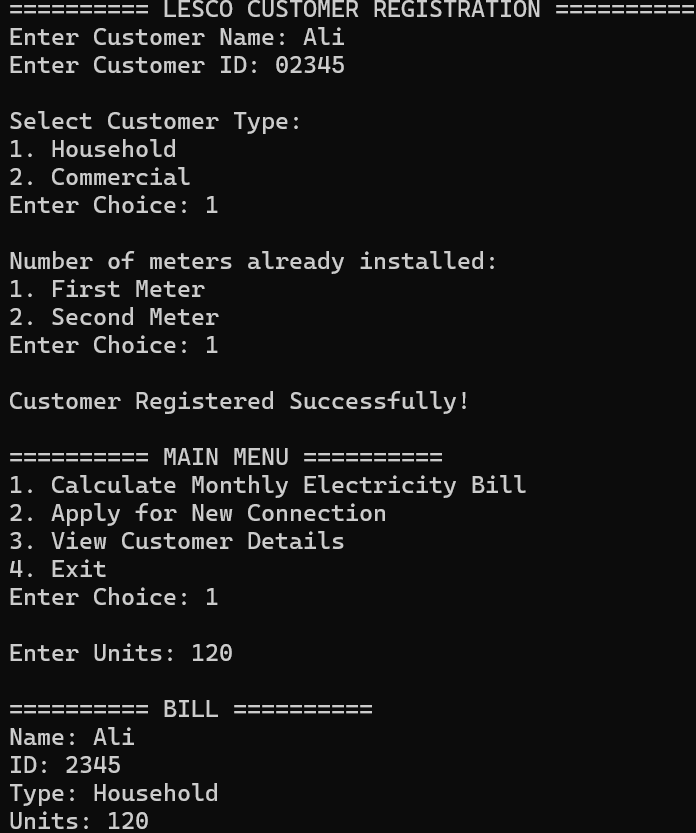 ========== LESCO CUSTOMER REGISTRATION ==========
Enter Customer Name: Ali
Enter Customer ID: 02345
Select Customer Type:
1. Household
2. Commercial
Enter Choice: 1
Number of meters already installed:
1. First Meter
2. Second Meter
Enter Choice: 1
Customer Registered Successfully!
========== MAIN MENU ==========
1. Calculate Monthly Electricity Bill
2. Apply for New Connection
3. View Customer Details
4. Exit
Enter Choice: 1
Enter Units: 120
========== BILL ==========
Name: Ali
ID: 2345
Type: Household
Units: 120